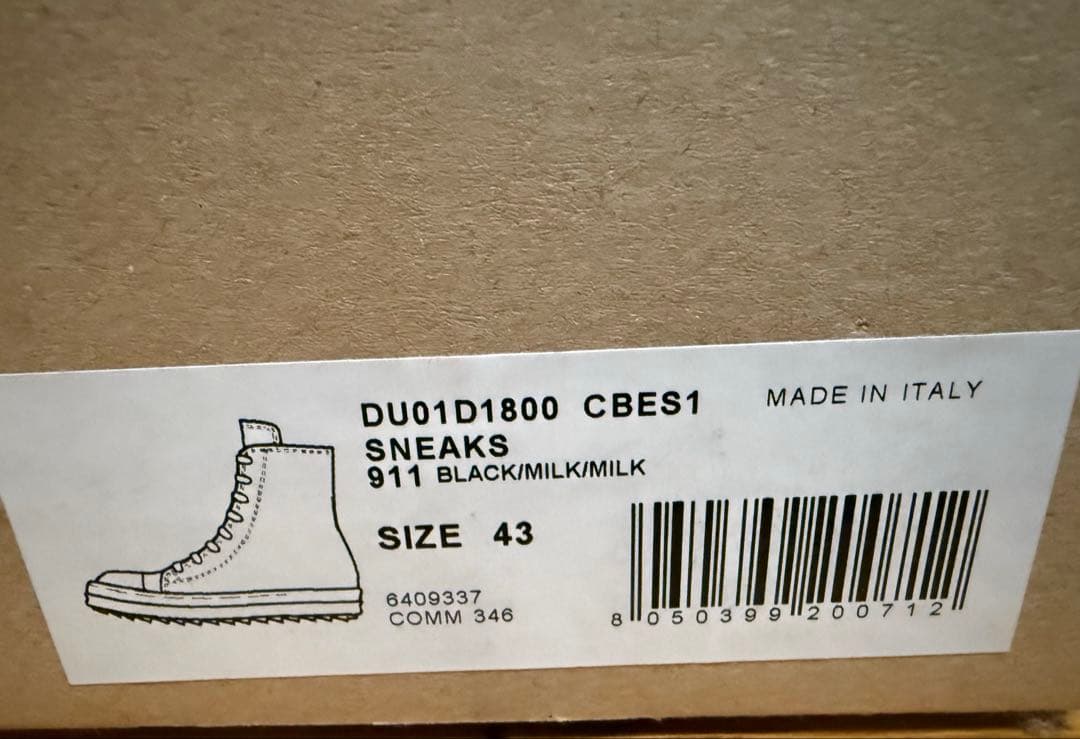 DU01D1800 CBES1
MADE IN ITALY
SNEAKS
911 BLACK/MILK/MILK
SIZE 43
6409337
COMM 346
8 050399 200712